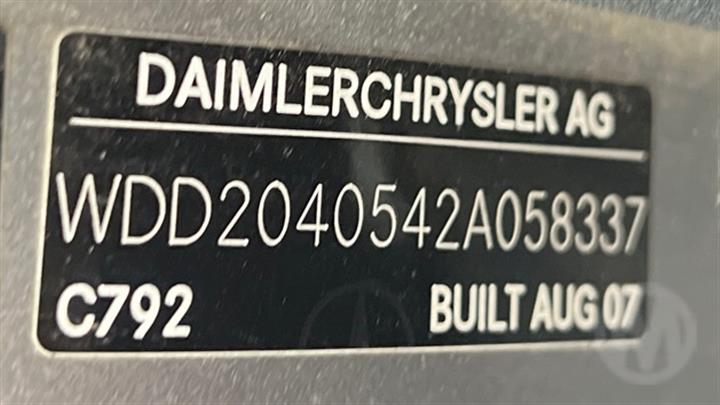 DAIMLERCHRYSLER AG
WDD2040542A058337
C792
BUILT AUG 07